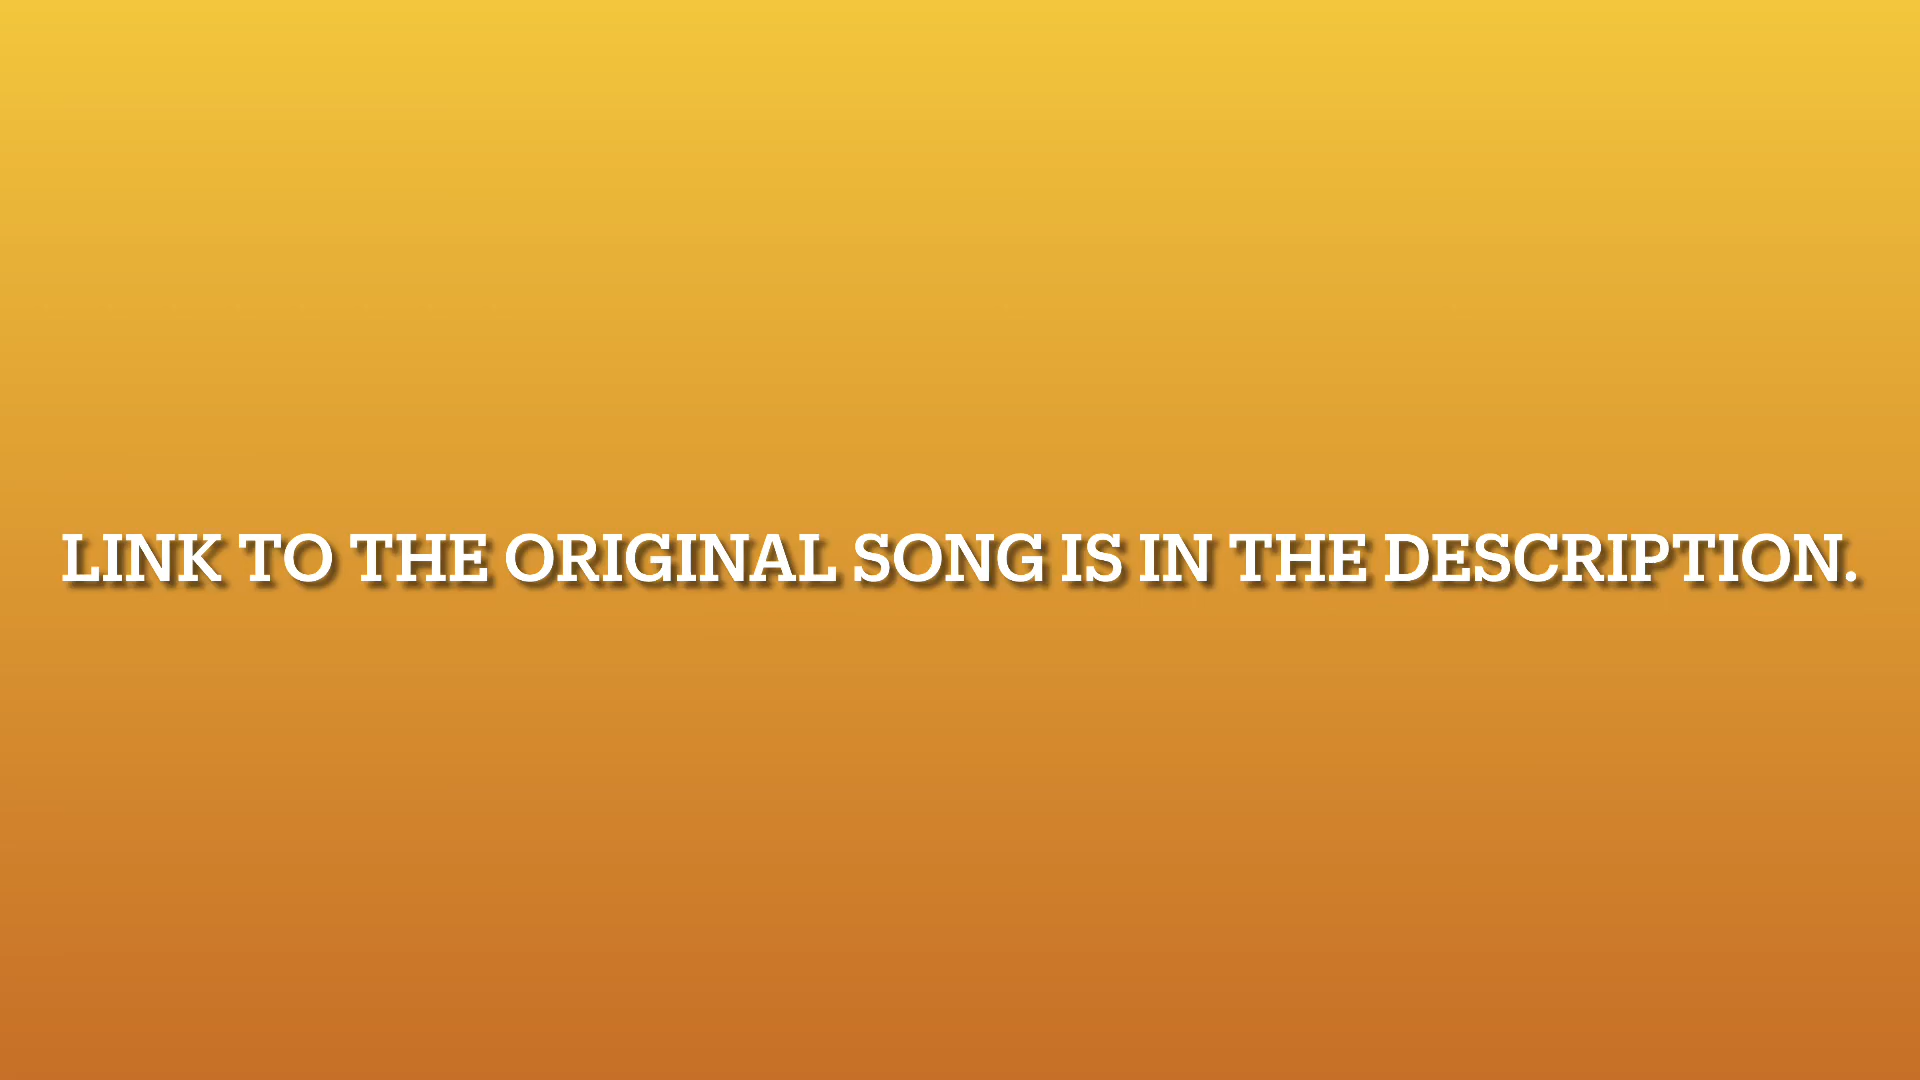 LINK TO THE ORIGINAL SONG IS IN THE DESCRIPTION.